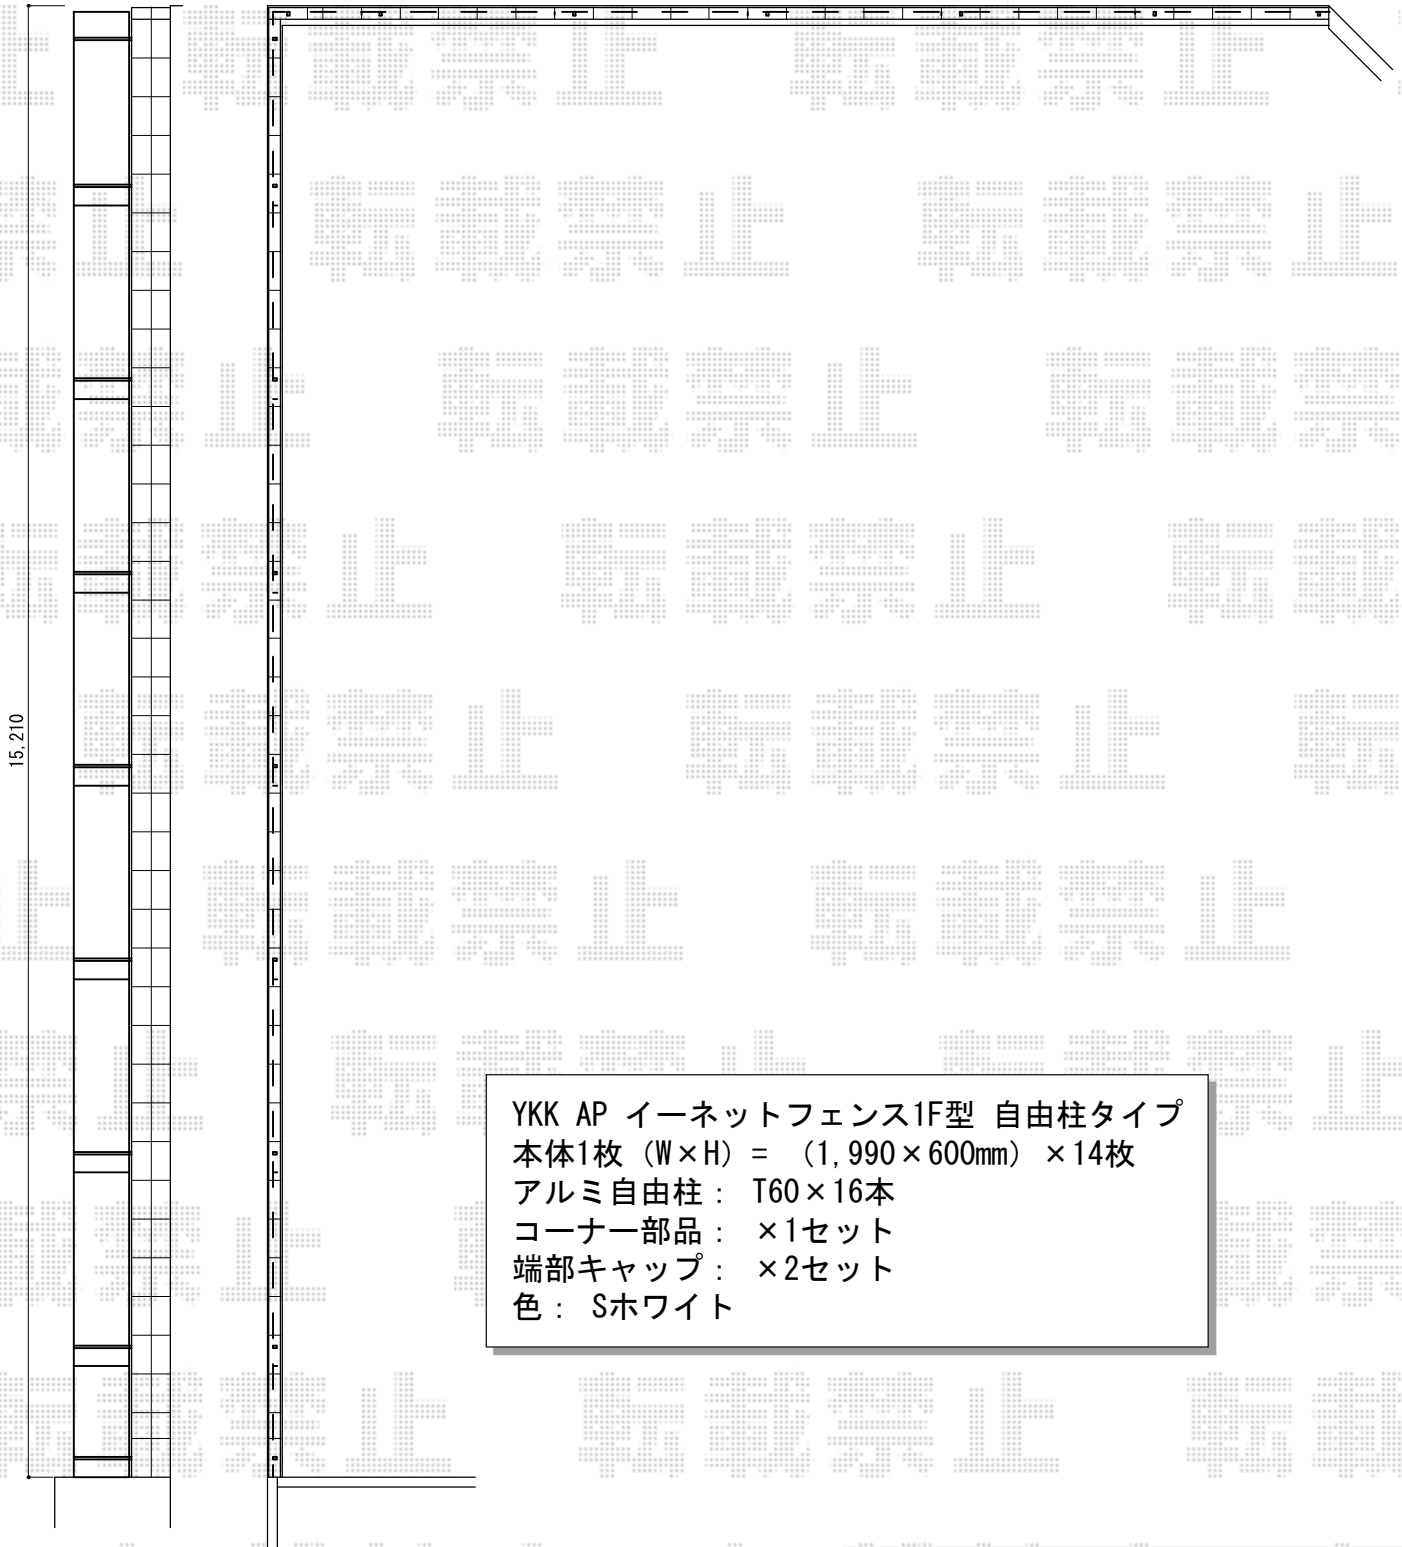 15,210
YKK AP イーネットフェンス1F型 自由柱タイプ
本体1枚（W×H）= （1,990×600mm）×14枚
アルミ自由柱： T60×16本
コーナー部品： ×1セット
端部キャップ： ×2セット
色： Sホワイト
転載禁止